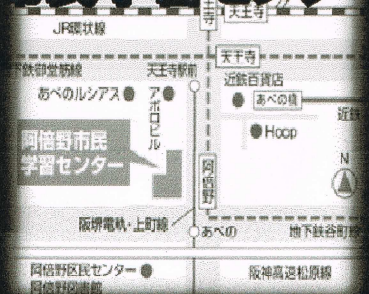 天王寺
JR環状線
天王寺
地下鉄御堂筋線
天王寺駅前
近鉄百貨店
あべのルシアス
アポロビル
あべの橋
近鉄
Hoop
阿倍野市民
学習センター
N
阿倍野
阪堺電軌・上町線
あべの
地下鉄谷町線
阿倍野区民センター
阪神高速松原線
阿倍野図書館